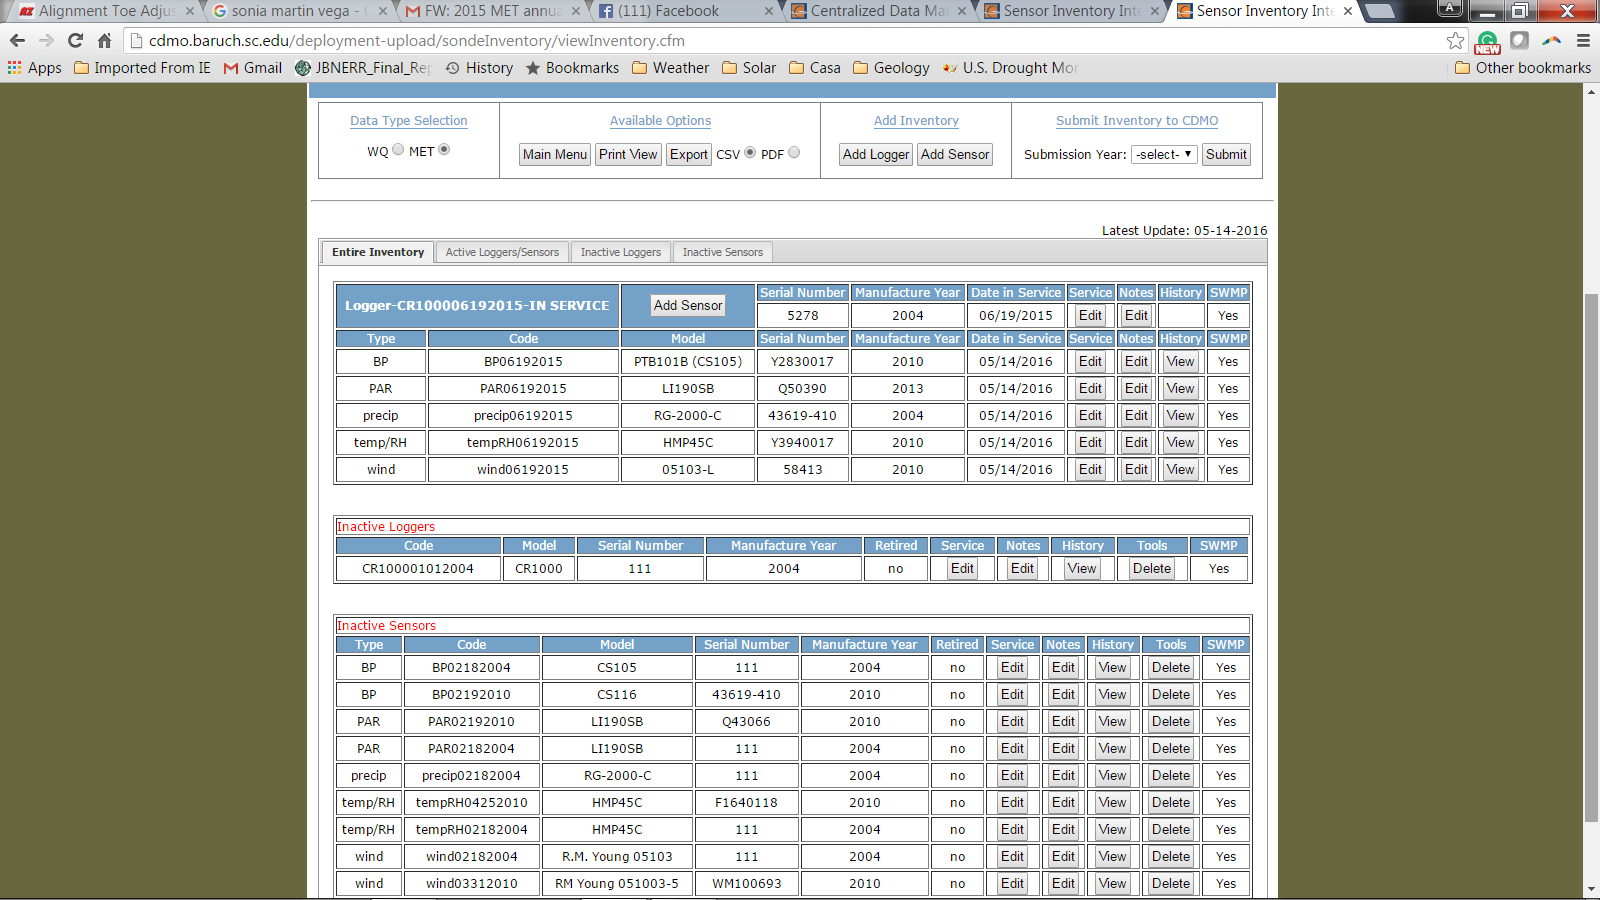 Alignment Toe Adjus
sonia martin vega -
FW: 2015 MET annua
(111) Facebook
Centralized Data Ma
Sensor Inventory Inte
Sensor Inventory Inte
cdmo.baruch.sc.edu/deployment-upload/sondeInventory/viewInventory.cfm
NEW
Apps Imported From IE Gmail JBNERR_Final_Rep History Bookmarks Weather Solar Casa Geology U.S. Drought Mor Other bookmarks
Data Type Selection Available Options Add Inventory Submit Inventory to CDMO
WQ MET Main Menu Print View Export CSV PDF Add Logger Add Sensor Submission Year: -select- Submit
Latest Update: 05-14-2016
Entire Inventory Active Loggers/Sensors Inactive Loggers Inactive Sensors
Logger-CR100006192015-IN SERVICE Add Sensor Serial Number Manufacture Year Date in Service Service Notes History SWMP
5278 2004 06/19/2015 Edit Edit Yes
Type Code Model Serial Number Manufacture Year Date in Service Service Notes History SWMP
BP BP06192015 PTB101B (CS105) Y2830017 2010 05/14/2016 Edit Edit View Yes
PAR PAR06192015 LI190SB Q50390 2013 05/14/2016 Edit Edit View Yes
precip precip06192015 RG-2000-C 43619-410 2004 05/14/2016 Edit Edit View Yes
temp/RH tempRH06192015 HMP45C Y3940017 2010 05/14/2016 Edit Edit View Yes
wind wind06192015 05103-L 58413 2010 05/14/2016 Edit Edit View Yes
Inactive Loggers
Code Model Serial Number Manufacture Year Retired Service Notes History Tools SWMP
CR100001012004 CR1000 111 2004 no Edit Edit View Delete Yes
Inactive Sensors
Type Code Model Serial Number Manufacture Year Retired Service Notes History Tools SWMP
BP BP02182004 CS105 111 2004 no Edit Edit View Delete Yes
BP BP02192010 CS116 43619-410 2010 no Edit Edit View Delete Yes
PAR PAR02192010 LI190SB Q43066 2010 no Edit Edit View Delete Yes
PAR PAR02182004 LI190SB 111 2004 no Edit Edit View Delete Yes
precip precip02182004 RG-2000-C 111 2004 no Edit Edit View Delete Yes
temp/RH tempRH04252010 HMP45C F1640118 2010 no Edit Edit View Delete Yes
temp/RH tempRH02182004 HMP45C 111 2004 no Edit Edit View Delete Yes
wind wind02182004 R.M. Young 05103 111 2004 no Edit Edit View Delete Yes
wind wind03312010 RM Young 051003-5 WM100693 2010 no Edit Edit View Delete Yes